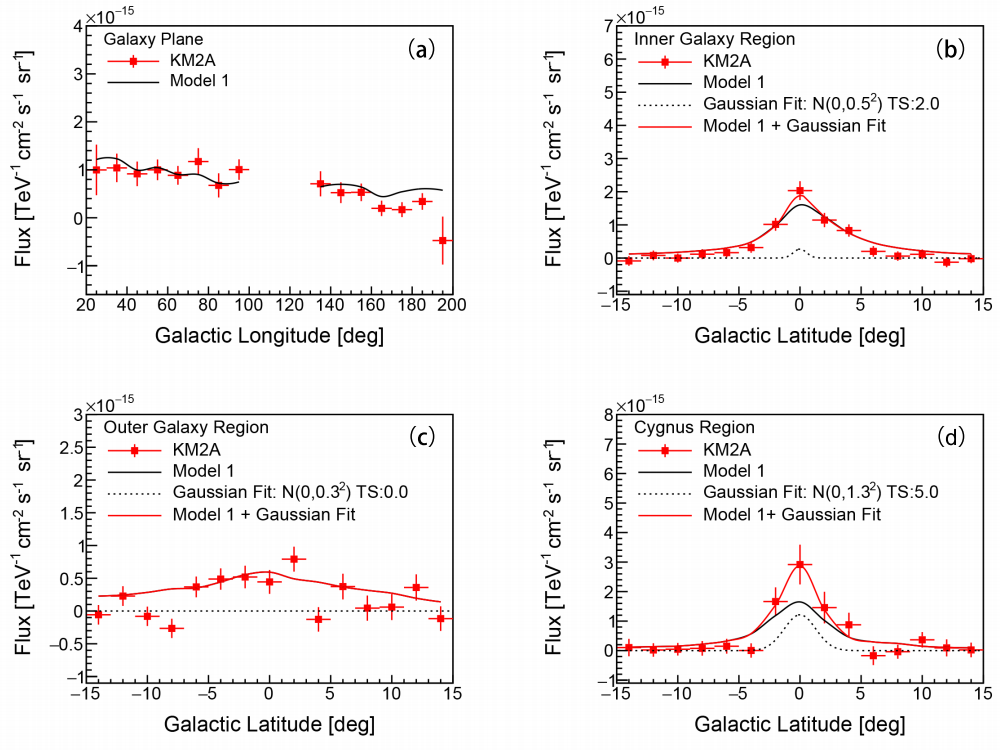 ×10⁻¹⁵
Galaxy Plane
(a)
KM2A
Model 1
4
3
2
1
0
−1
Flux [TeV⁻¹ cm⁻² s⁻¹ sr⁻¹]
20 40 60 80 100 120 140 160 180 200
Galactic Longitude [deg]
×10⁻¹⁵
Inner Galaxy Region
(b)
KM2A
Model 1
Gaussian Fit: N(0,0.5²) TS:2.0
Model 1 + Gaussian Fit
7
6
5
4
3
2
1
0
−1
Flux [TeV⁻¹ cm⁻² s⁻¹ sr⁻¹]
−15 −10 −5 0 5 10 15
Galactic Latitude [deg]
×10⁻¹⁵
Outer Galaxy Region
(c)
KM2A
Model 1
Gaussian Fit: N(0,0.3²) TS:0.0
Model 1 + Gaussian Fit
3
2.5
2
1.5
1
0.5
0
−0.5
−1
Flux [TeV⁻¹ cm⁻² s⁻¹ sr⁻¹]
−15 −10 −5 0 5 10 15
Galactic Latitude [deg]
×10⁻¹⁵
Cygnus Region
(d)
KM2A
Model 1
Gaussian Fit: N(0,1.3²) TS:5.0
Model 1+ Gaussian Fit
8
7
6
5
4
3
2
1
0
−1
Flux [TeV⁻¹ cm⁻² s⁻¹ sr⁻¹]
−15 −10 −5 0 5 10 15
Galactic Latitude [deg]